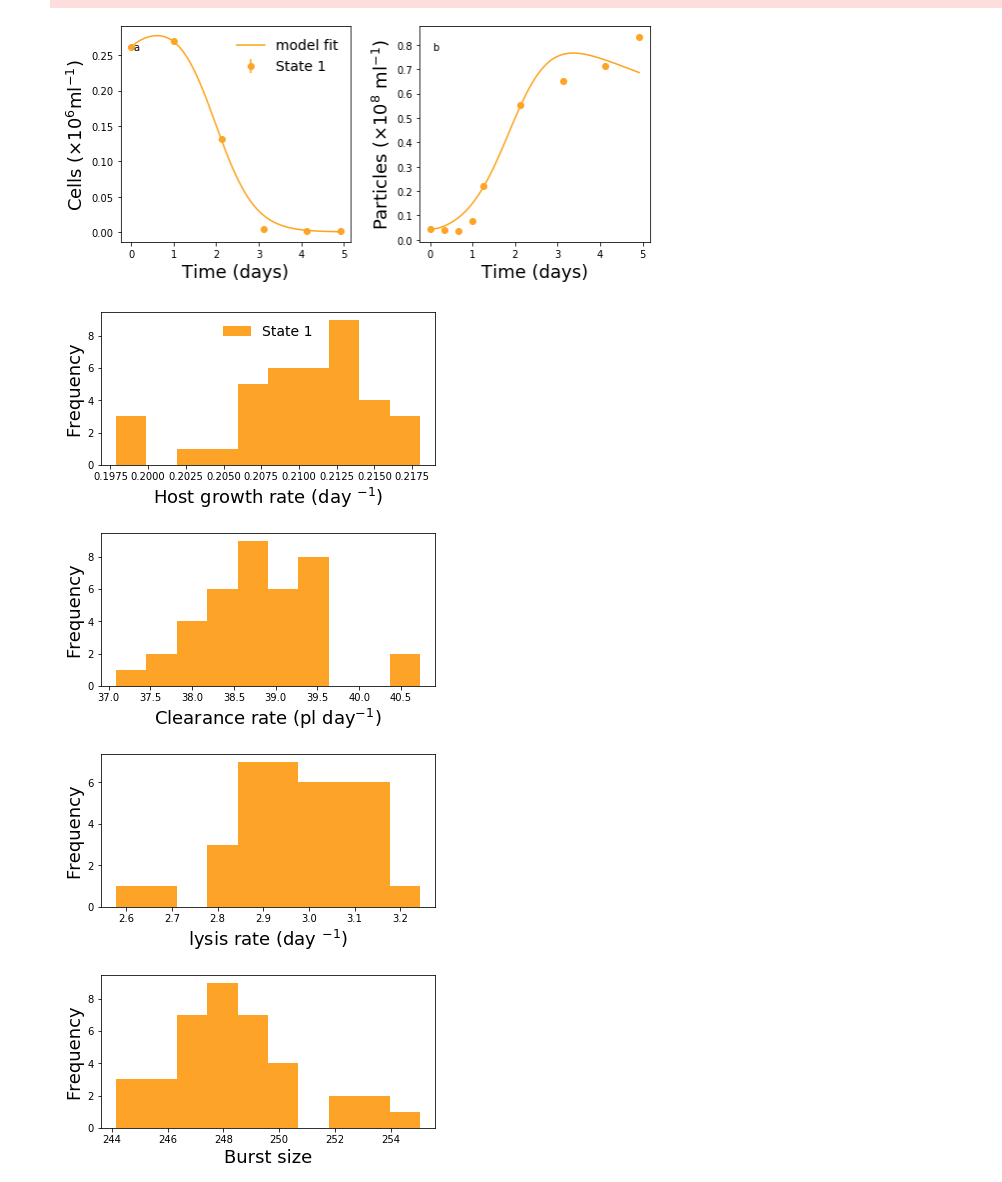 a
model fit
State 1
0.25
0.20
0.15
0.10
0.05
0.00
Cells (×10⁶ml⁻¹)
0 1 2 3 4 5
Time (days)
b
0.8
0.7
0.6
0.5
0.4
0.3
0.2
0.1
0.0
Particles (×10⁸ ml⁻¹)
0 1 2 3 4 5
Time (days)
State 1
8
6
4
2
0
Frequency
0.1975 0.2000 0.2025 0.2050 0.2075 0.2100 0.2125 0.2150 0.2175
Host growth rate (day ⁻¹)
8
6
4
2
0
Frequency
37.0 37.5 38.0 38.5 39.0 39.5 40.0 40.5
Clearance rate (pl day⁻¹)
6
4
2
0
Frequency
2.6 2.7 2.8 2.9 3.0 3.1 3.2
lysis rate (day ⁻¹)
8
6
4
2
0
Frequency
244 246 248 250 252 254
Burst size